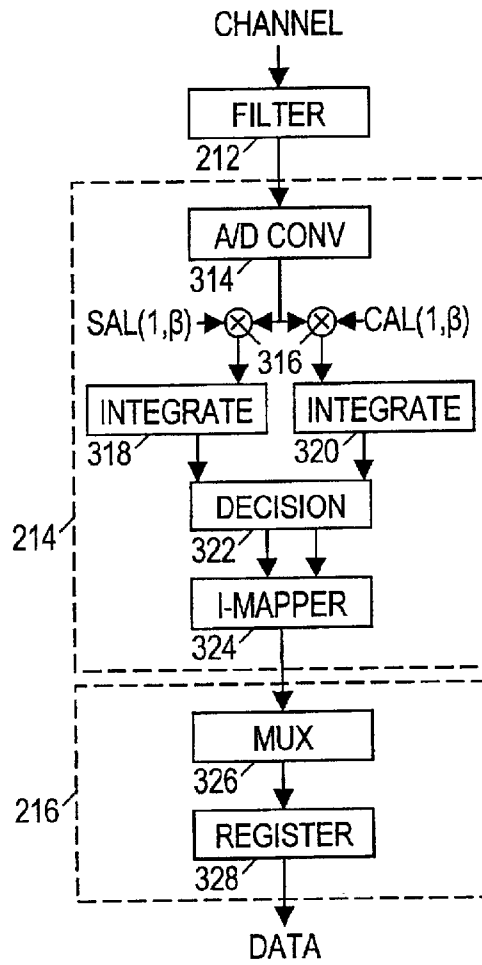 CHANNEL
FILTER
212
A/D CONV
314
SAL(1,β)
316
CAL(1,β)
INTEGRATE
318
INTEGRATE
320
DECISION
322
214
I-MAPPER
324
MUX
326
216
REGISTER
328
DATA